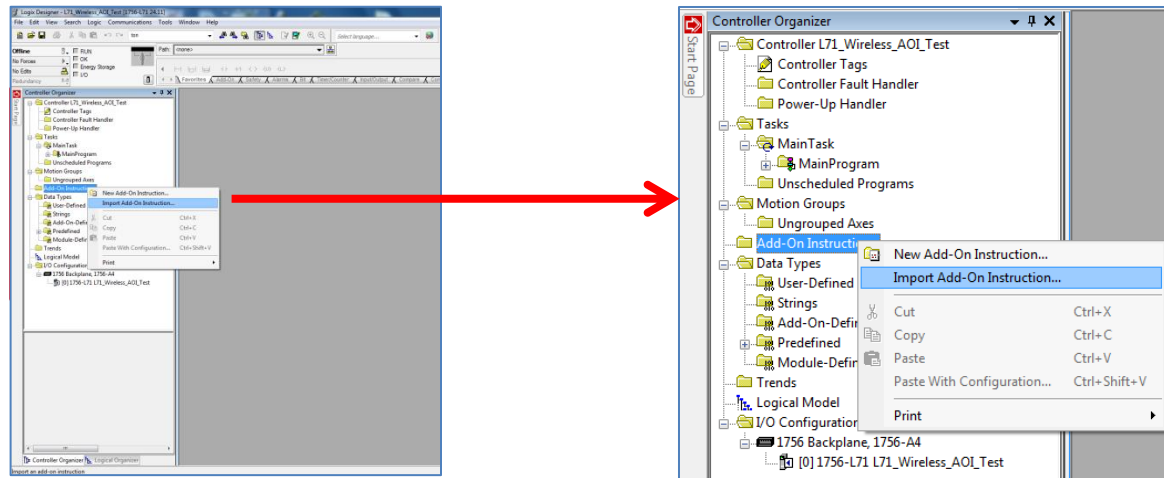 Logix Designer - L71_Wireless_AOI_Test [1756-L71 24.11]
File Edit View Search Logic Communications Tools Window Help
Select language...
Offline
RUN
Path: <none>
No Forces
OK
No Edits
Energy Storage
I/O
Redundancy
Favorites Add-On Safety Alarms Bit Timer/Counter Input/Output Compare
Controller Organizer
Start Page
Controller L71_Wireless_AOI_Test
Controller Tags
Controller Fault Handler
Power-Up Handler
Tasks
MainTask
MainProgram
Unscheduled Programs
Motion Groups
Ungrouped Axes
Add-On Instruction
Data Types
User-Defined
Strings
Add-On-Defi
Predefined
Module-Defi
Trends
Logical Model
I/O Configuration
1756 Backplane, 1756-A4
[0] 1756-L71 L71_Wireless_AOI_Test
New Add-On Instruction...
Import Add-On Instruction...
Cut Ctrl+X
Copy Ctrl+C
Paste Ctrl+V
Paste With Configuration... Ctrl+Shift+V
Print
Controller Organizer Logical Organizer
Import an add-on instruction
Controller Organizer
Start Page
Controller L71_Wireless_AOI_Test
Controller Tags
Controller Fault Handler
Power-Up Handler
Tasks
MainTask
MainProgram
Unscheduled Programs
Motion Groups
Ungrouped Axes
Add-On Instructio
Data Types
User-Defined
Strings
Add-On-Defin
Predefined
Module-Defin
Trends
Logical Model
I/O Configuration
1756 Backplane, 1756-A4
[0] 1756-L71 L71_Wireless_AOI_Test
New Add-On Instruction...
Import Add-On Instruction...
Cut Ctrl+X
Copy Ctrl+C
Paste Ctrl+V
Paste With Configuration... Ctrl+Shift+V
Print